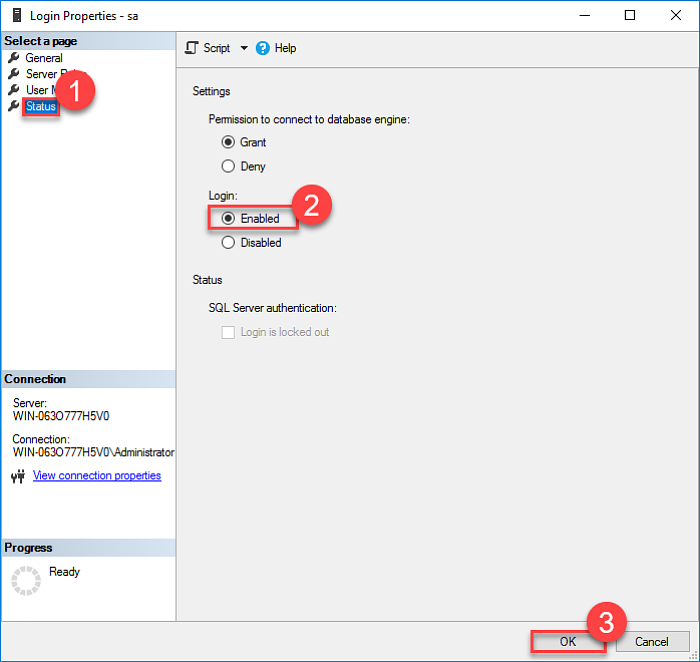 Login Properties - sa
Select a page
General
Server
User
Status
1
Script
Help
Settings
Permission to connect to database engine:
Grant
Deny
Login:
Enabled
2
Disabled
Status
SQL Server authentication:
Login is locked out
Connection
Server:
WIN-063O777H5V0
Connection:
WIN-063O777H5V0\Administrator
View connection properties
Progress
Ready
3
OK
Cancel